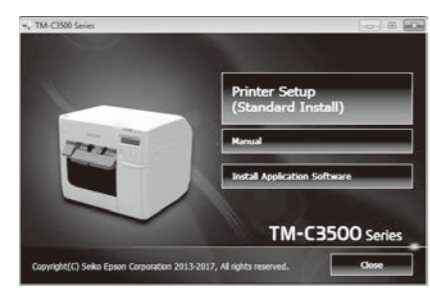 TM-C3500 Series
Printer Setup
(Standard Install)
Manual
Install Application Software
TM-C3500 Series
Copyright(C) Seiko Epson Corporation 2013-2017, All rights reserved.
Close